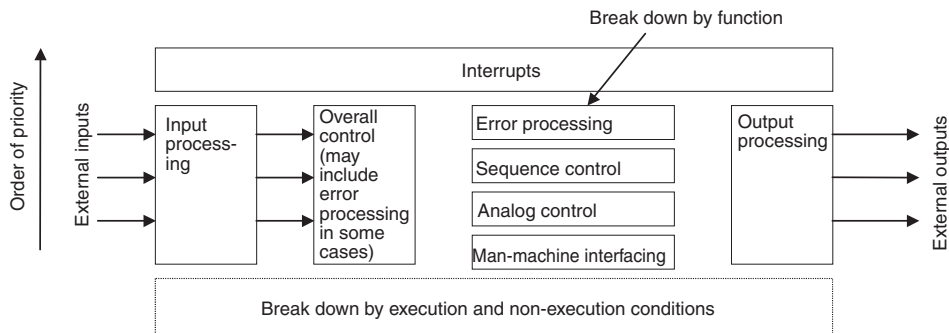 Break down by function
Order of priority
External inputs
Interrupts
Input
process-
ing
Overall
control
(may
include
error
processing
in some
cases)
Error processing
Sequence control
Analog control
Man-machine interfacing
Output
processing
External outputs
Break down by execution and non-execution conditions